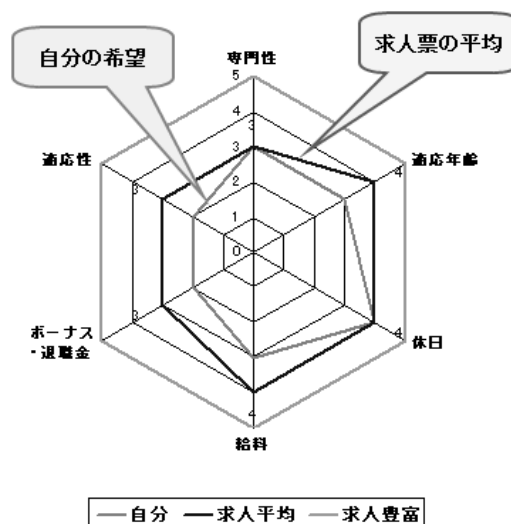 自分の希望
求人票の平均
専門性
5
4
3
3
2
1
0
適応性
適応年齢
3
4
3
4
ボーナス
・退職金
休日
4
給料
自分 求人平均 求人豊富